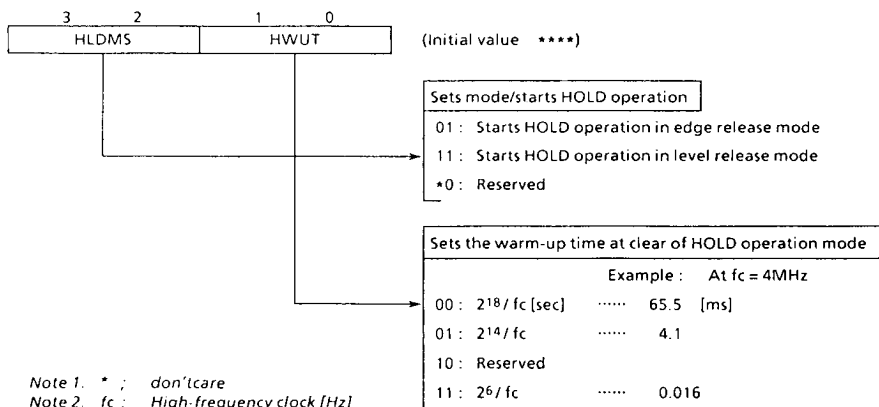 3 2 1 0
HLDMS HWUT (Initial value ****)
Sets mode/starts HOLD operation
01 : Starts HOLD operation in edge release mode
11 : Starts HOLD operation in level release mode
*0 : Reserved
Sets the warm-up time at clear of HOLD operation mode
Example : At fc = 4MHz
00 : 2¹⁸/ fc [sec] ...... 65.5 [ms]
01 : 2¹⁴/ fc ...... 4.1
10 : Reserved
11 : 2⁶/ fc ...... 0.016
Note 1. * ; don'tcare
Note 2. fc ; High-frequency clock [Hz]